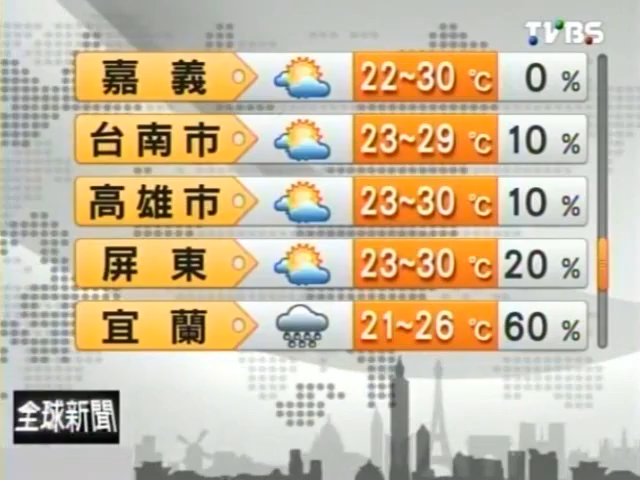 TVBS
嘉義 22~30 ℃ 0 %
台南市 23~29 ℃ 10 %
高雄市 23~30 ℃ 10 %
屏東 23~30 ℃ 20 %
宜蘭 21~26 ℃ 60 %
全球新聞